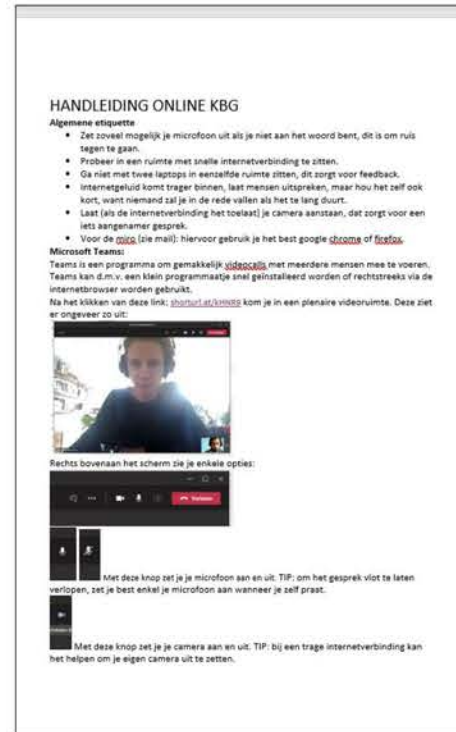 HANDLEIDING ONLINE KBG
Algemene etiquette
• Zet zoveel mogelijk je microfoon uit als je niet aan het woord bent, dit is om ruis
tegen te gaan.
• Probeer in een ruimte met snelle internetverbinding te zitten.
• Ga niet met twee laptops in eenzelfde ruimte zitten, dit zorgt voor feedback.
• Internetgeluid komt trager binnen, laat mensen uitspreken, maar hou het zelf ook
kort, want niemand zal je in de rede vallen als het te lang duurt.
• Laat (als de internetverbinding het toelaat) je camera aanstaan, dat zorgt voor een
iets aangenamer gesprek.
• Voor de miro (zie mail): hiervoor gebruik je het best google chrome of firefox.
Microsoft Teams:
Teams is een programma om gemakkelijk videocalls met meerdere mensen mee te voeren.
Teams kan d.m.v. een klein programmaatje snel geïnstalleerd worden of rechtstreeks via de
internetbrowser worden gebruikt.
Na het klikken van deze link: shorturl.at/kHNR8 kom je in een plenaire videoruimte. Deze ziet
er ongeveer zo uit:
Rechts bovenaan het scherm zie je enkele opties:
Verlaten
Met deze knop zet je je microfoon aan en uit. TIP: om het gesprek vlot te laten
verlopen, zet je best enkel je microfoon aan wanneer je zelf praat.
Met deze knop zet je je camera aan en uit. TIP: bij een trage internetverbinding kan
het helpen om je eigen camera uit te zetten.